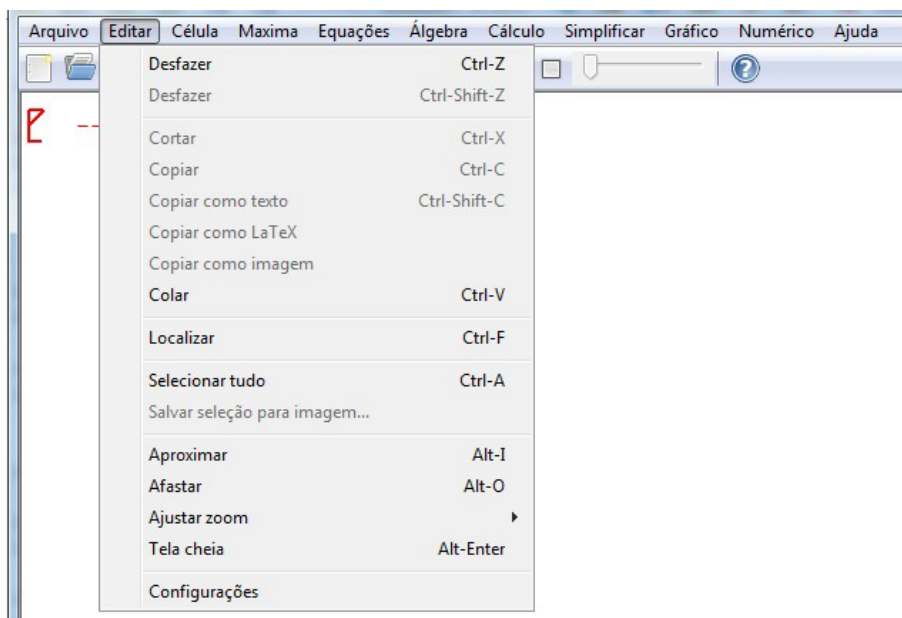 Arquivo Editar Célula Maxima Equações Álgebra Cálculo Simplificar Gráfico Numérico Ajuda
Desfazer Ctrl-Z
Desfazer Ctrl-Shift-Z
Cortar Ctrl-X
Copiar Ctrl-C
Copiar como texto Ctrl-Shift-C
Copiar como LaTeX
Copiar como imagem
Colar Ctrl-V
Localizar Ctrl-F
Selecionar tudo Ctrl-A
Salvar seleção para imagem...
Aproximar Alt-I
Afastar Alt-O
Ajustar zoom
Tela cheia Alt-Enter
Configurações